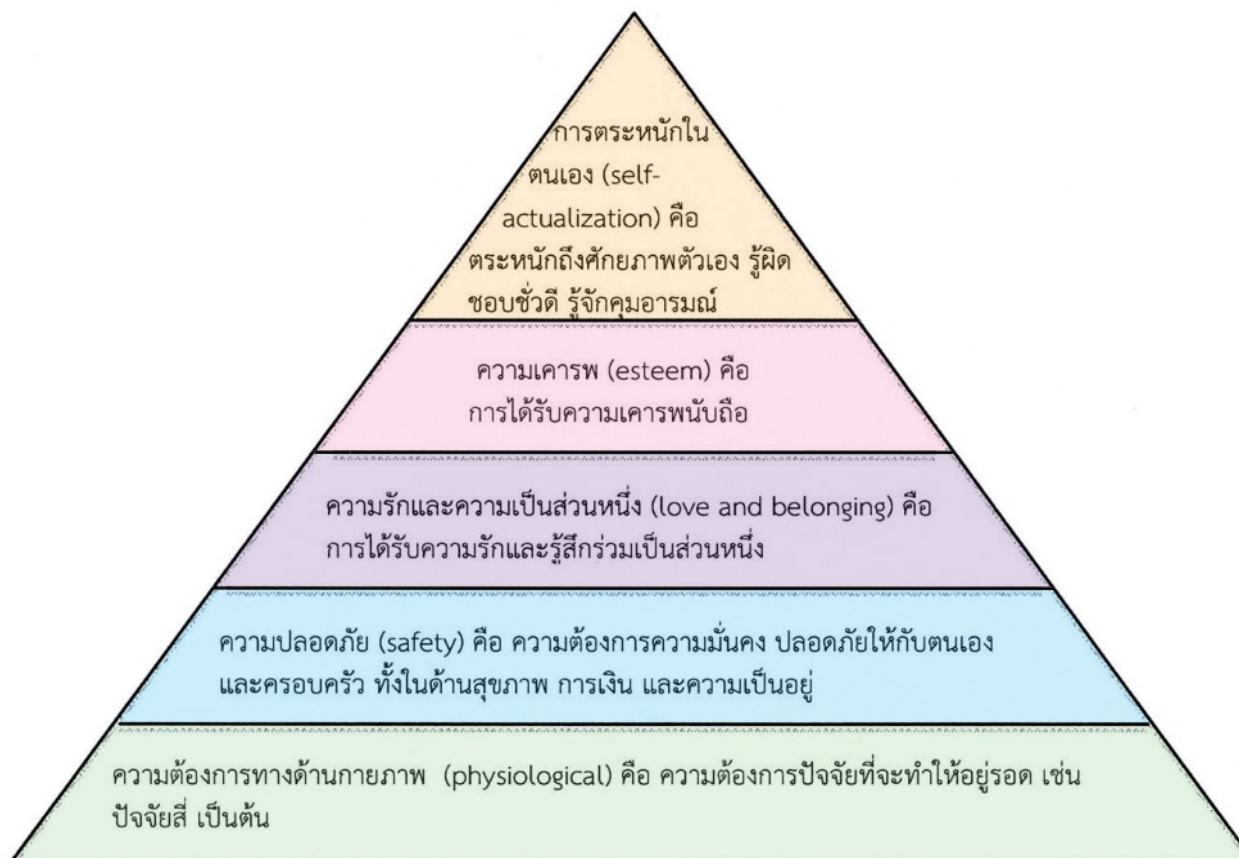 การตระหนักใน
ตนเอง (self-
actualization) คือ
ตระหนักถึงศักยภาพตัวเอง รู้ผิด
ชอบชั่วดี รู้จักคุมอารมณ์
ความเคารพ (esteem) คือ
การได้รับความเคารพนับถือ
ความรักและความเป็นส่วนหนึ่ง (love and belonging) คือ
การได้รับความรักและรู้สึกร่วมเป็นส่วนหนึ่ง
ความปลอดภัย (safety) คือ ความต้องการความมั่นคง ปลอดภัยให้กับตนเอง
และครอบครัว ทั้งในด้านสุขภาพ การเงิน และความเป็นอยู่
ความต้องการทางด้านกายภาพ (physiological) คือ ความต้องการปัจจัยที่จะทำให้อยู่รอด เช่น
ปัจจัยสี่ เป็นต้น